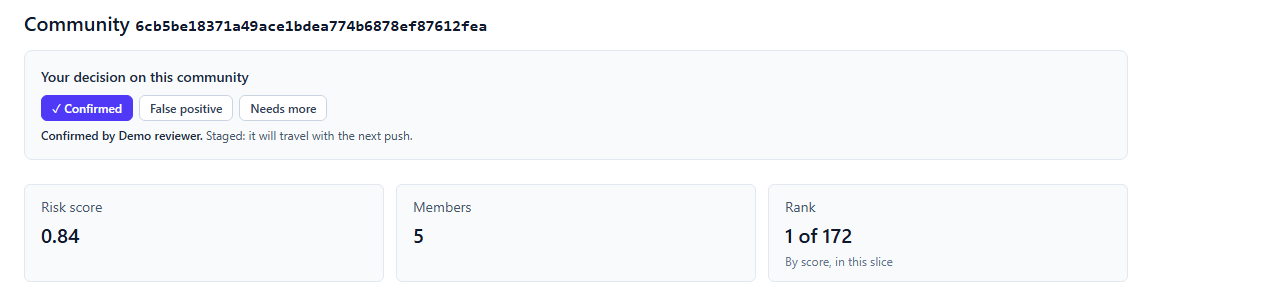 Community 6cb5be18371a49ace1bdea774b6878ef87612fea
Your decision on this community
✓ Confirmed False positive Needs more
Confirmed by Demo reviewer. Staged: it will travel with the next push.
Risk score Members Rank
0.84 5 1 of 172
By score, in this slice